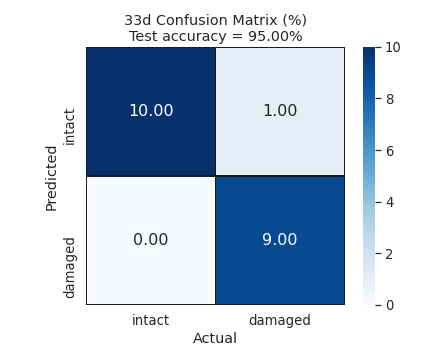 33d Confusion Matrix (%)
Test accuracy = 95.00%
10.00 1.00
0.00 9.00
intact
damaged
Predicted
intact damaged
Actual
10
8
6
4
2
0